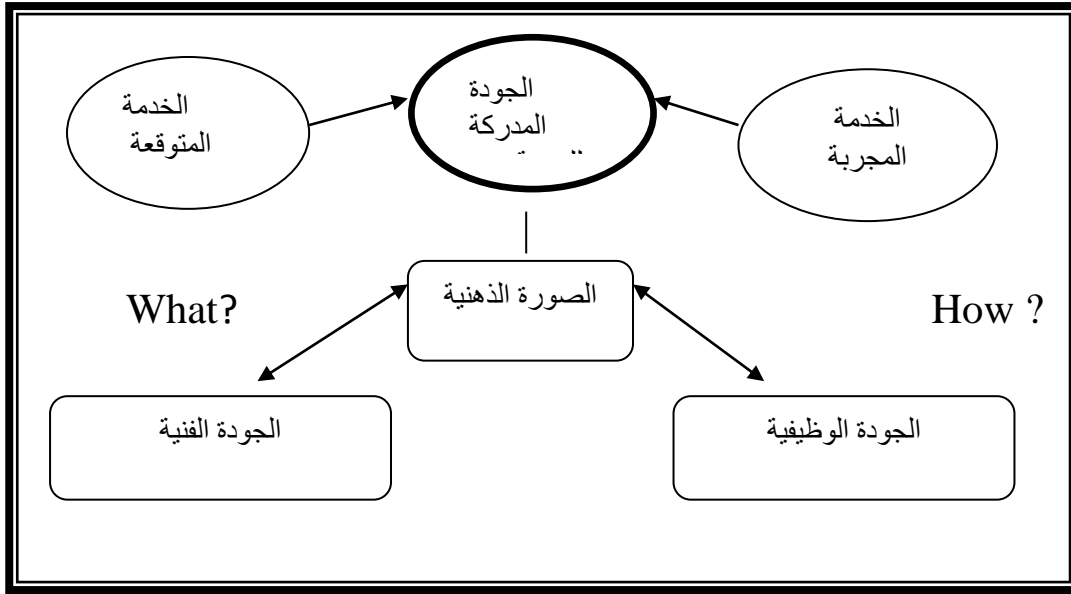 الجودة
المدركة
الخدمة
المتوقعة
الخدمة
المجربة
الصورة الذهنية
What?
How ?
الجودة الفنية
الجودة الوظيفية